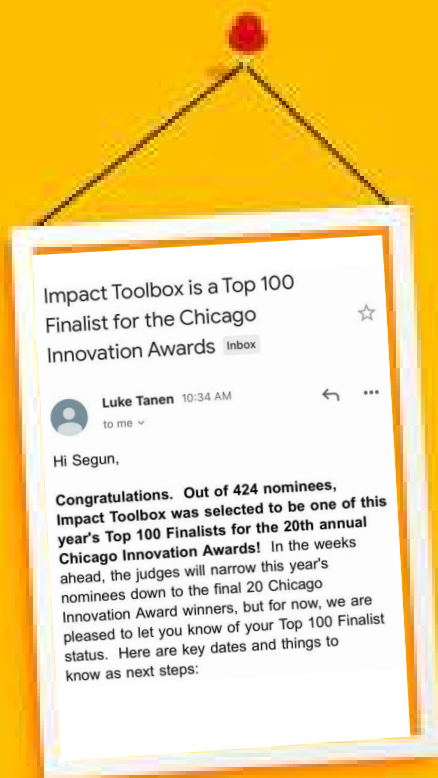 Impact Toolbox is a Top 100
Finalist for the Chicago
Innovation Awards Inbox
Luke Tanen 10:34 AM
to me
Hi Segun,
Congratulations.  Out of 424 nominees,
Impact Toolbox was selected to be one of this
year's Top 100 Finalists for the 20th annual
Chicago Innovation Awards!  In the weeks
ahead, the judges will narrow this year's
nominees down to the final 20 Chicago
Innovation Award winners, but for now, we are
pleased to let you know of your Top 100 Finalist
status.  Here are key dates and things to
know as next steps: